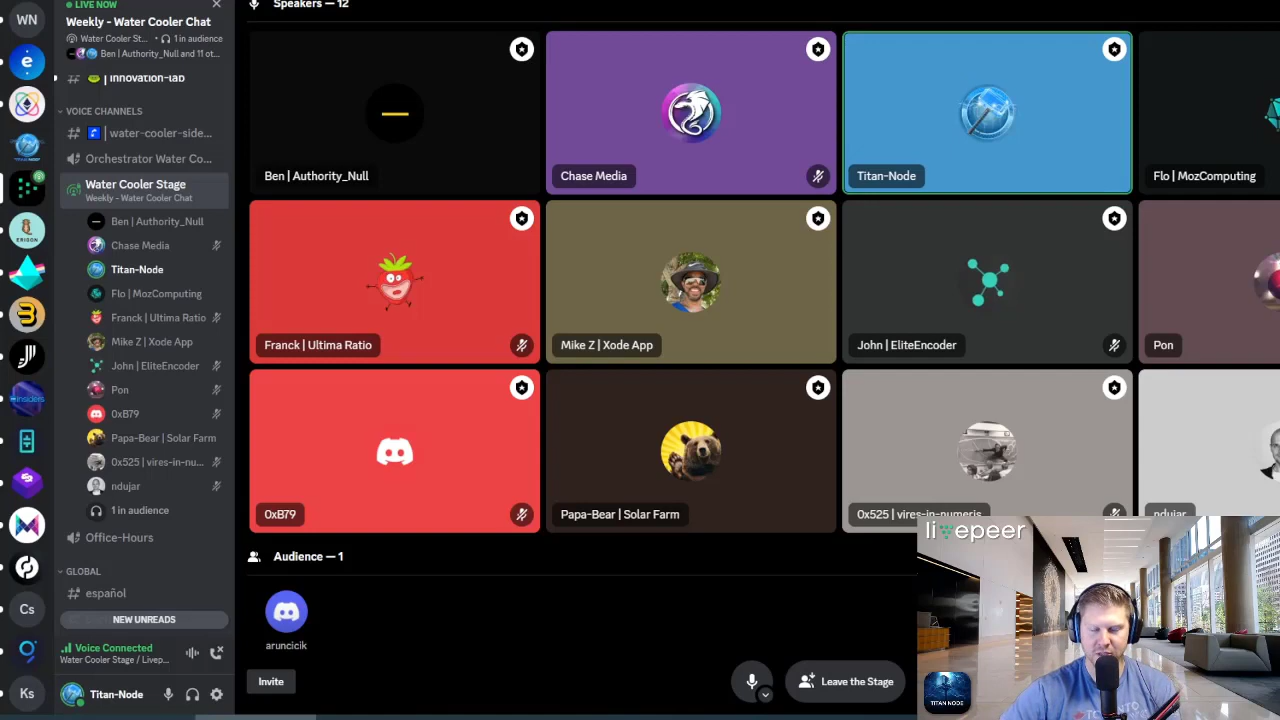 WN
LIVE NOW
Weekly - Water Cooler Chat
Water Cooler St... · 1 in audience
Ben | Authority_Null and 11 ot...
# | innovation-lab
VOICE CHANNELS
# | water-cooler-side...
Orchestrator Water Co...
Water Cooler Stage
Weekly - Water Cooler Chat
Ben | Authority_Null
Chase Media
Titan-Node
Flo | MozComputing
Franck | Ultima Ratio
Mike Z | Xode App
John | EliteEncoder
Pon
0xB79
Papa-Bear | Solar Farm
0x525 | vires-in-nu...
ndujar
1 in audience
Office-Hours
GLOBAL
# español
NEW UNREADS
Voice Connected
Water Cooler Stage / Livep...
Titan-Node
TITAN NODE
ERIGON
insiders
Cs
Ks
Speakers — 12
Ben | Authority_Null
Chase Media
Titan-Node
Flo | MozComputing
Franck | Ultima Ratio
Mike Z | Xode App
John | EliteEncoder
Pon
0xB79
Papa-Bear | Solar Farm
0x525 | vires-in-numeris
ndujar
Audience — 1
aruncicik
Invite
Leave the Stage
livepeer
TITAN NODE